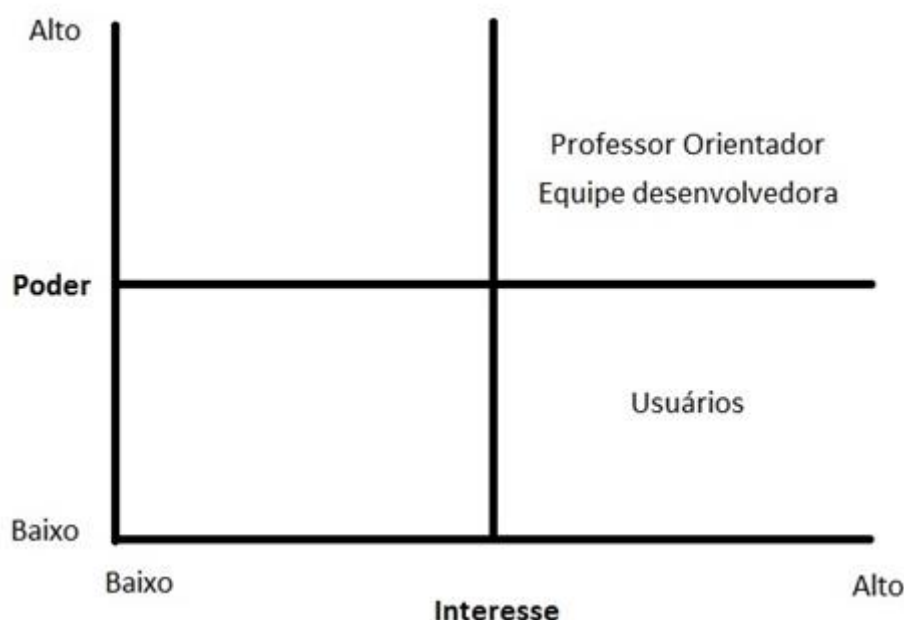 Alto
Professor Orientador
Equipe desenvolvedora
Poder
Usuários
Baixo
Baixo
Alto
Interesse